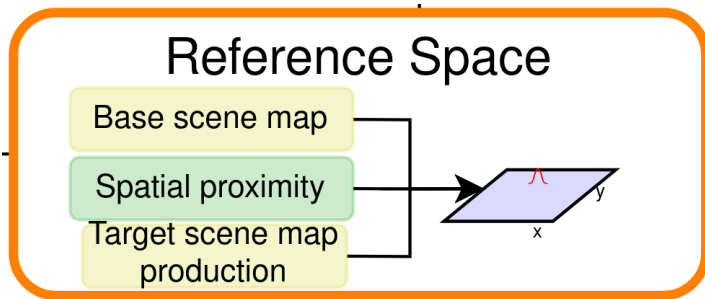 Reference Space
Base scene map
Spatial proximity
Target scene map
production
y
x